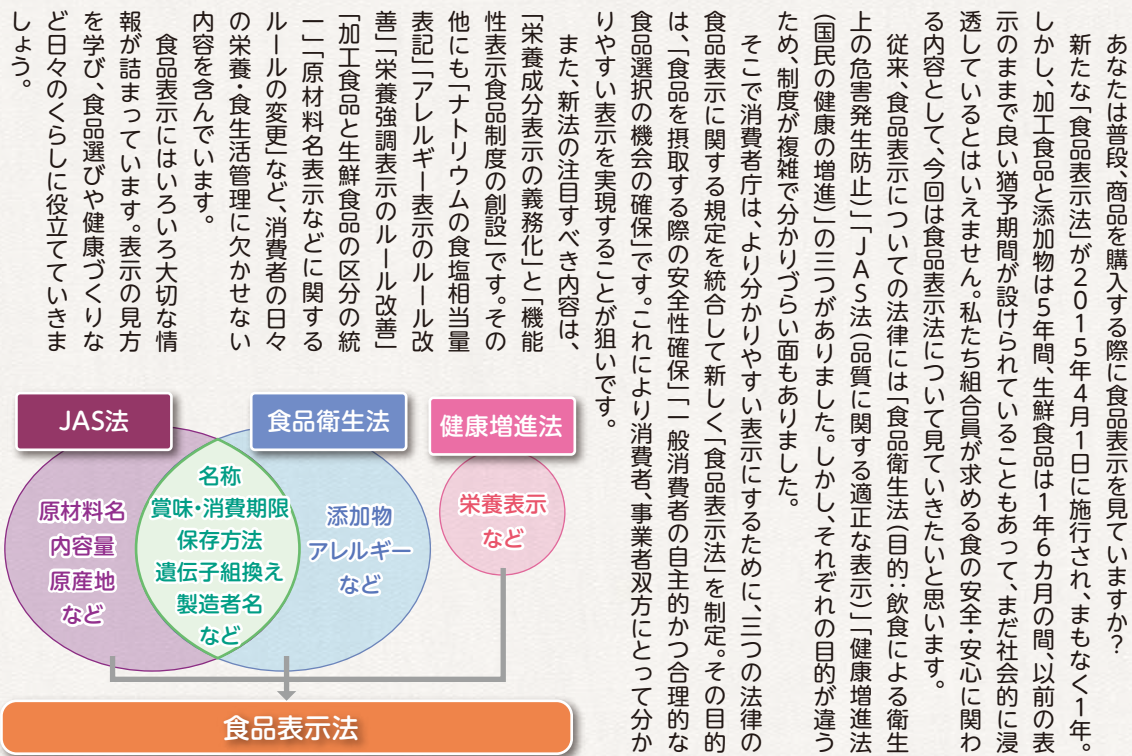 あなたは普段、商品を購入する際に食品表示を見ていますか？
新たな「食品表示法」が２０１５年４月１日に施行され、まもなく１年。
しかし、加工食品と添加物は５年間、生鮮食品は１年６カ月の間、以前の表
示のままで良い猶予期間が設けられていることもあって、まだ社会的に浸
透しているとはいえません。私たち組合員が求める食の安全・安心に関わ
る内容として、今回は食品表示法について見ていきたいと思います。
従来、食品表示についての法律には「食品衛生法（目的：飲食による衛生
上の危害発生防止）」「ＪＡＳ法（品質に関する適正な表示）」「健康増進法
（国民の健康の増進）」の三つがありました。しかし、それぞれの目的が違う
ため、制度が複雑で分かりづらい面もありました。
そこで消費者庁は、より分かりやすい表示にするために、三つの法律の
食品表示に関する規定を統合して新しく「食品表示法」を制定。その目的
は、「食品を摂取する際の安全性確保」「一般消費者の自主的かつ合理的な
食品選択の機会の確保」です。これにより消費者、事業者双方にとって分か
りやすい表示を実現することが狙いです。
また、新法の注目すべき内容は、
「栄養成分表示の義務化」と「機能
性表示食品制度の創設」です。その
他にも「ナトリウムの食塩相当量
表記」「アレルギー表示のルール改
善」「栄養強調表示のルール改善」
「加工食品と生鮮食品の区分の統
一」「原材料名表示などに関する
ルールの変更」など、消費者の日々
の栄養・食生活管理に欠かせない
内容を含んでいます。
食品表示にはいろいろ大切な情
報が詰まっています。表示の見方
を学び、食品選びや健康づくりな
ど日々のくらしに役立てていきま
しょう。
JAS法
食品衛生法
健康増進法
原材料名
内容量
原産地
など
名称
賞味・消費期限
保存方法
遺伝子組換え
製造者名
など
添加物
アレルギー
など
栄養表示
など
食品表示法